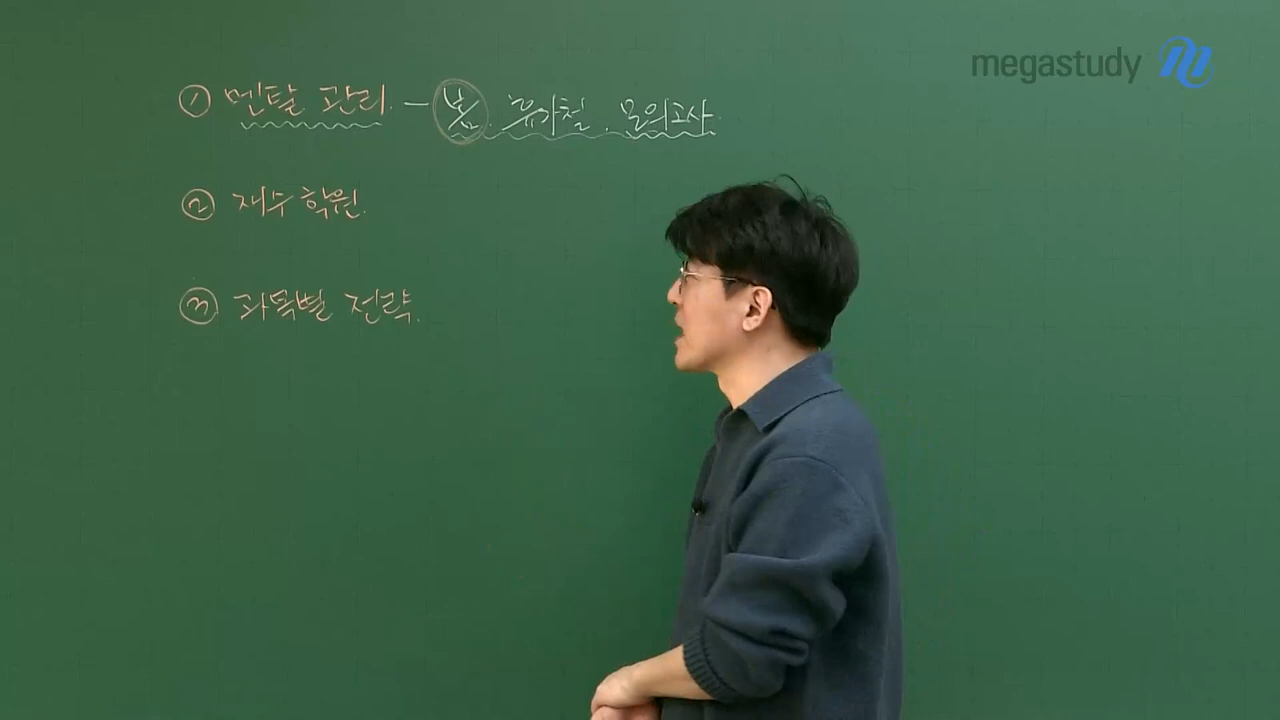 megastudy
① 멘탈 관리 - 봄. 휴가철. 모의고사.
② 재수 학원.
③ 과목별 전략.